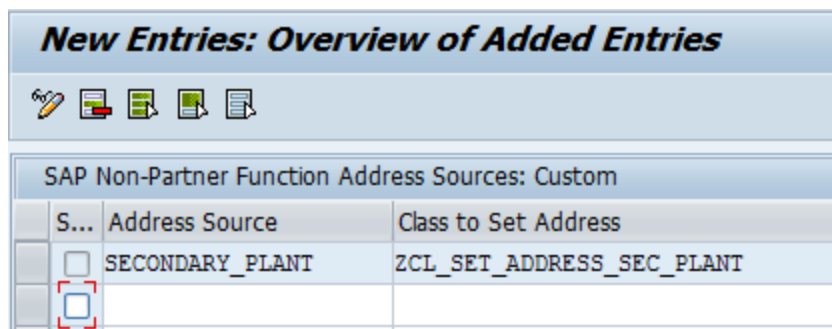 New Entries: Overview of Added Entries
SAP Non-Partner Function Address Sources: Custom
S... Address Source Class to Set Address
SECONDARY_PLANT ZCL_SET_ADDRESS_SEC_PLANT